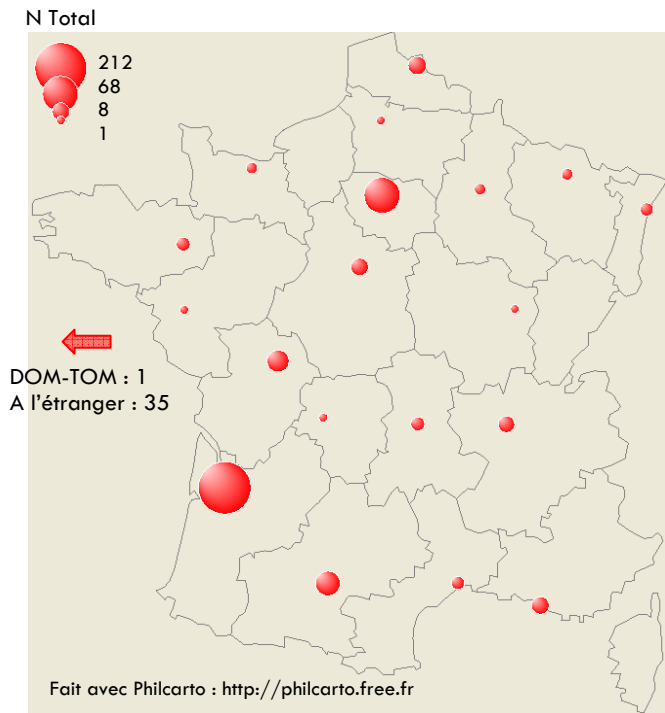 N Total
212
68
8
1
DOM-TOM : 1
A l'étranger : 35
Fait avec Philcarto : http://philcarto.free.fr